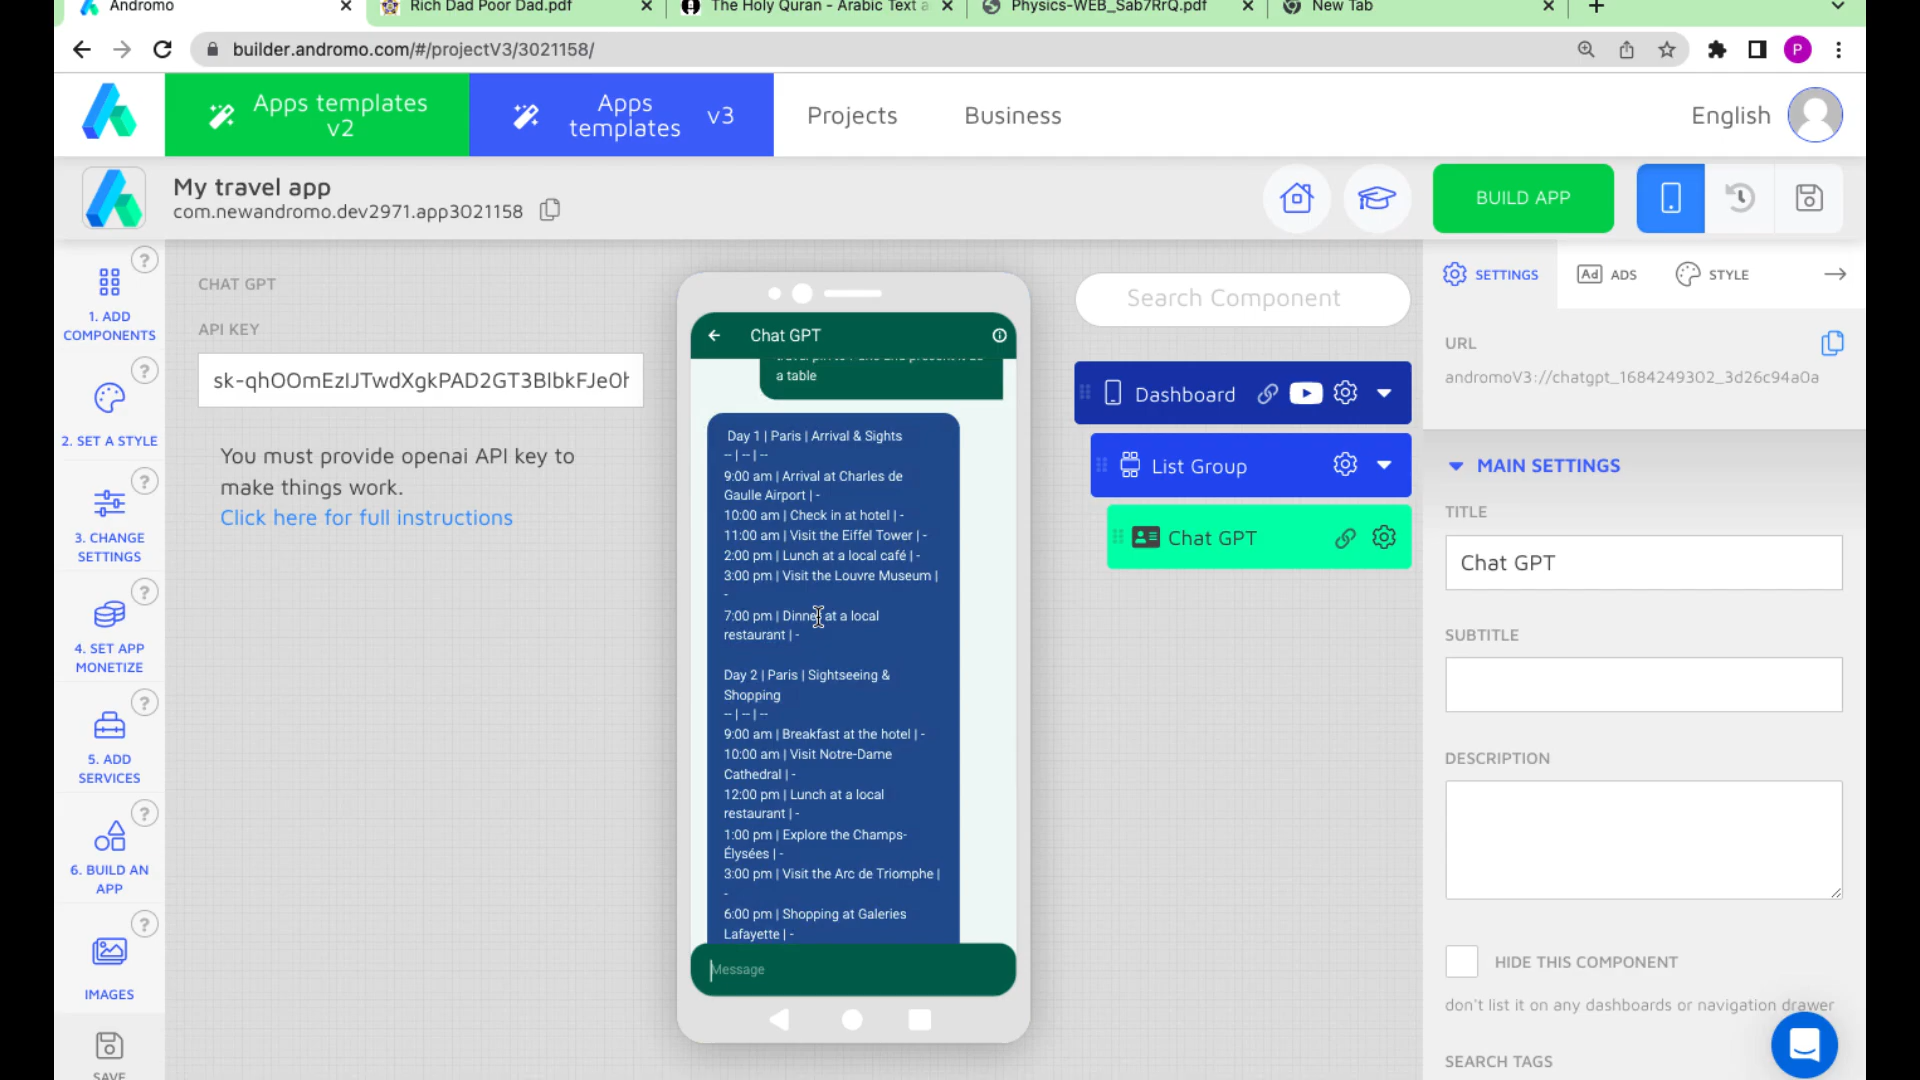 Andromo
Rich Dad Poor Dad.pdf
The Holy Quran - Arabic Text a
Physics-WEB_Sab7RrQ.pdf
New Tab
builder.andromo.com/#/projectV3/3021158/
P
Apps templates
v2
Apps
templates
v3
Projects
Business
English
My travel app
com.newandromo.dev2971.app3021158
BUILD APP
?
1. ADD
COMPONENTS
?
2. SET A STYLE
?
3. CHANGE
SETTINGS
?
4. SET APP
MONETIZE
?
5. ADD
SERVICES
?
6. BUILD AN
APP
?
IMAGES
SAVE
CHAT GPT
API KEY
You must provide openai API key to
make things work.
Click here for full instructions
Chat GPT
a table
Day 1 | Paris | Arrival & Sights
-- | -- | --
9:00 am | Arrival at Charles de
Gaulle Airport | -
10:00 am | Check in at hotel | -
11:00 am | Visit the Eiffel Tower | -
2:00 pm | Lunch at a local café | -
3:00 pm | Visit the Louvre Museum |
-
7:00 pm | Dinner at a local
restaurant | -
Day 2 | Paris | Sightseeing &
Shopping
-- | -- | --
9:00 am | Breakfast at the hotel | -
10:00 am | Visit Notre-Dame
Cathedral | -
12:00 pm | Lunch at a local
restaurant | -
1:00 pm | Explore the Champs-
Élysées | -
3:00 pm | Visit the Arc de Triomphe |
-
6:00 pm | Shopping at Galeries
Lafayette | -
Message
Search Component
Dashboard
List Group
Chat GPT
SETTINGS
Ad ADS
STYLE
URL
andromoV3://chatgpt_1684249302_3d26c94a0a
MAIN SETTINGS
TITLE
Chat GPT
SUBTITLE
DESCRIPTION
HIDE THIS COMPONENT
don't list it on any dashboards or navigation drawer
SEARCH TAGS